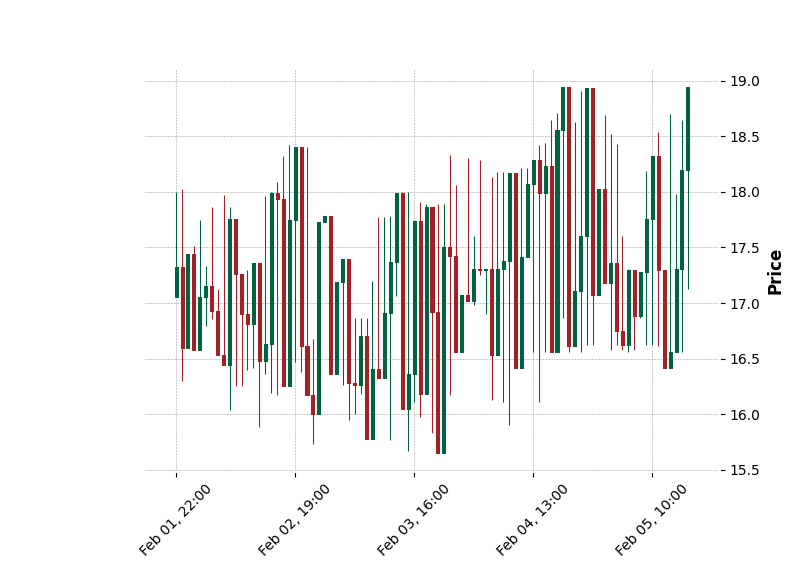 19.0
18.5
18.0
17.5
17.0
16.5
16.0
15.5
Price
Feb 01, 22:00
Feb 02, 19:00
Feb 03, 16:00
Feb 04, 13:00
Feb 05, 10:00